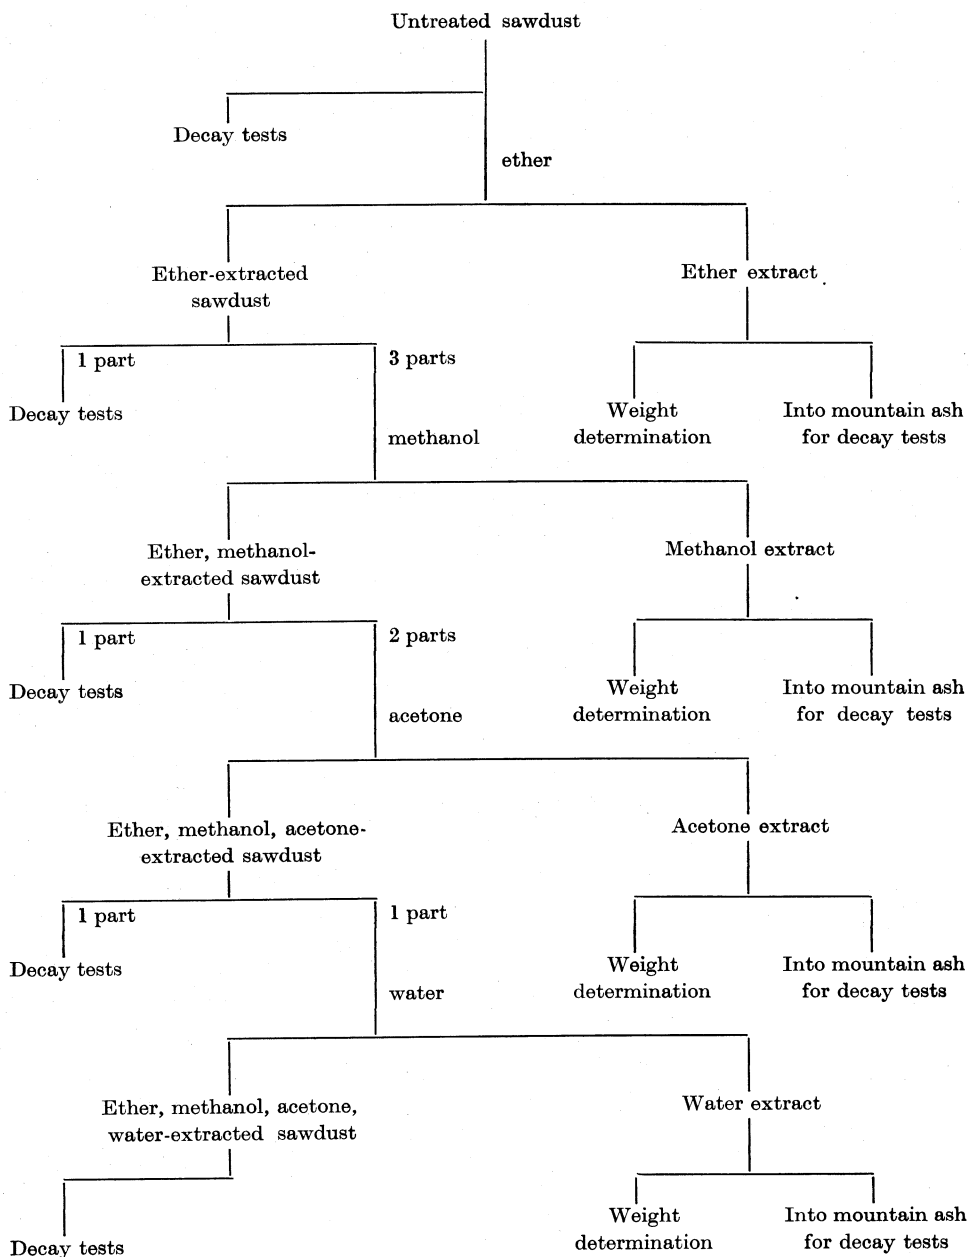 Untreated sawdust
Decay tests
ether
Ether-extracted
sawdust
Ether extract
1 part
3 parts
Decay tests
methanol
Weight
determination
Into mountain ash
for decay tests
Ether, methanol-
extracted sawdust
Methanol extract
1 part
2 parts
Decay tests
acetone
Weight
determination
Into mountain ash
for decay tests
Ether, methanol, acetone-
extracted sawdust
Acetone extract
1 part
1 part
Decay tests
water
Weight
determination
Into mountain ash
for decay tests
Ether, methanol, acetone,
water-extracted sawdust
Water extract
Decay tests
Weight
determination
Into mountain ash
for decay tests